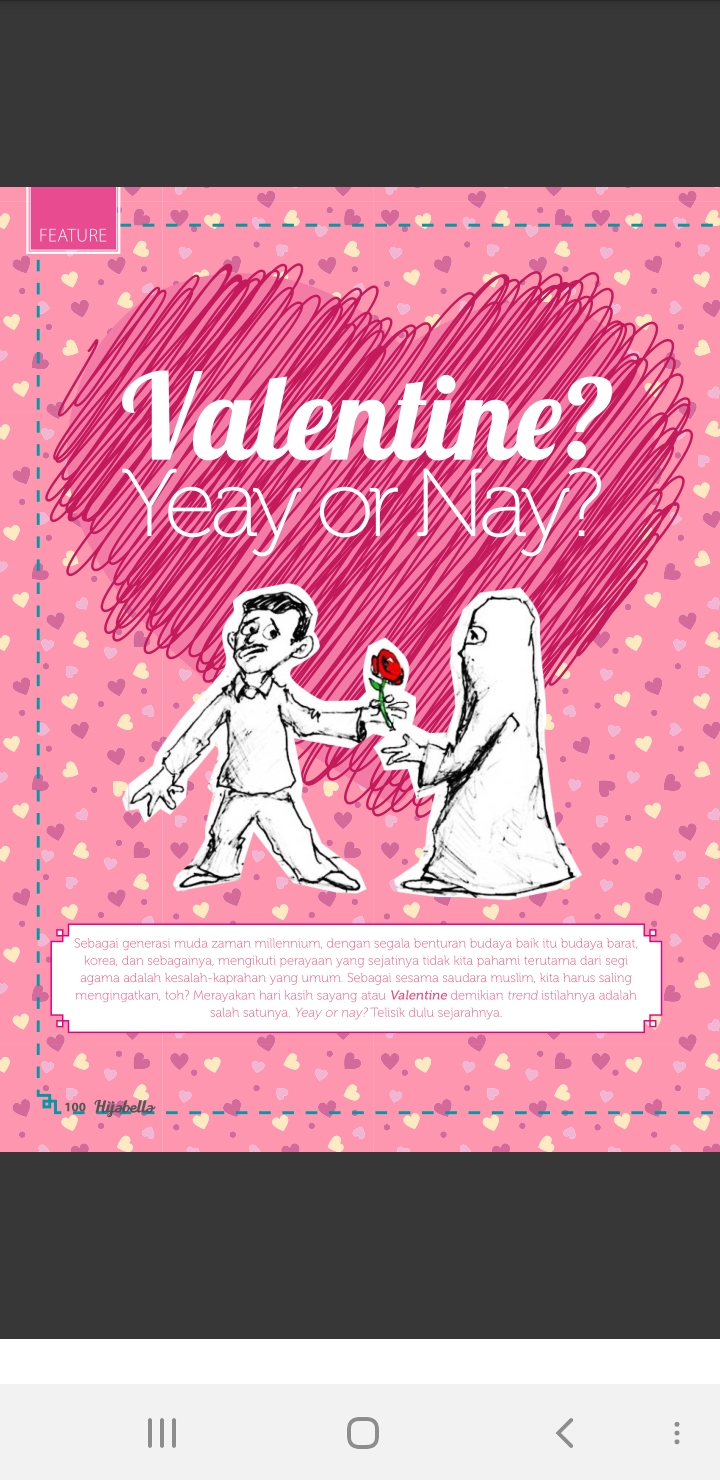 FEATURE
Valentine?
Yeay or Nay?
Sebagai generasi muda zaman millennium, dengan segala benturan budaya baik itu budaya barat,
korea, dan sebagainya, mengikuti perayaan yang sejatinya tidak kita pahami terutama dari segi
agama adalah kesalah-kaprahan yang umum. Sebagai sesama saudara muslim, kita harus saling
mengingatkan, toh? Merayakan hari kasih sayang atau Valentine demikian trend istilahnya adalah
salah satunya. Yeay or nay? Telisik dulu sejarahnya.
100 Hijabella